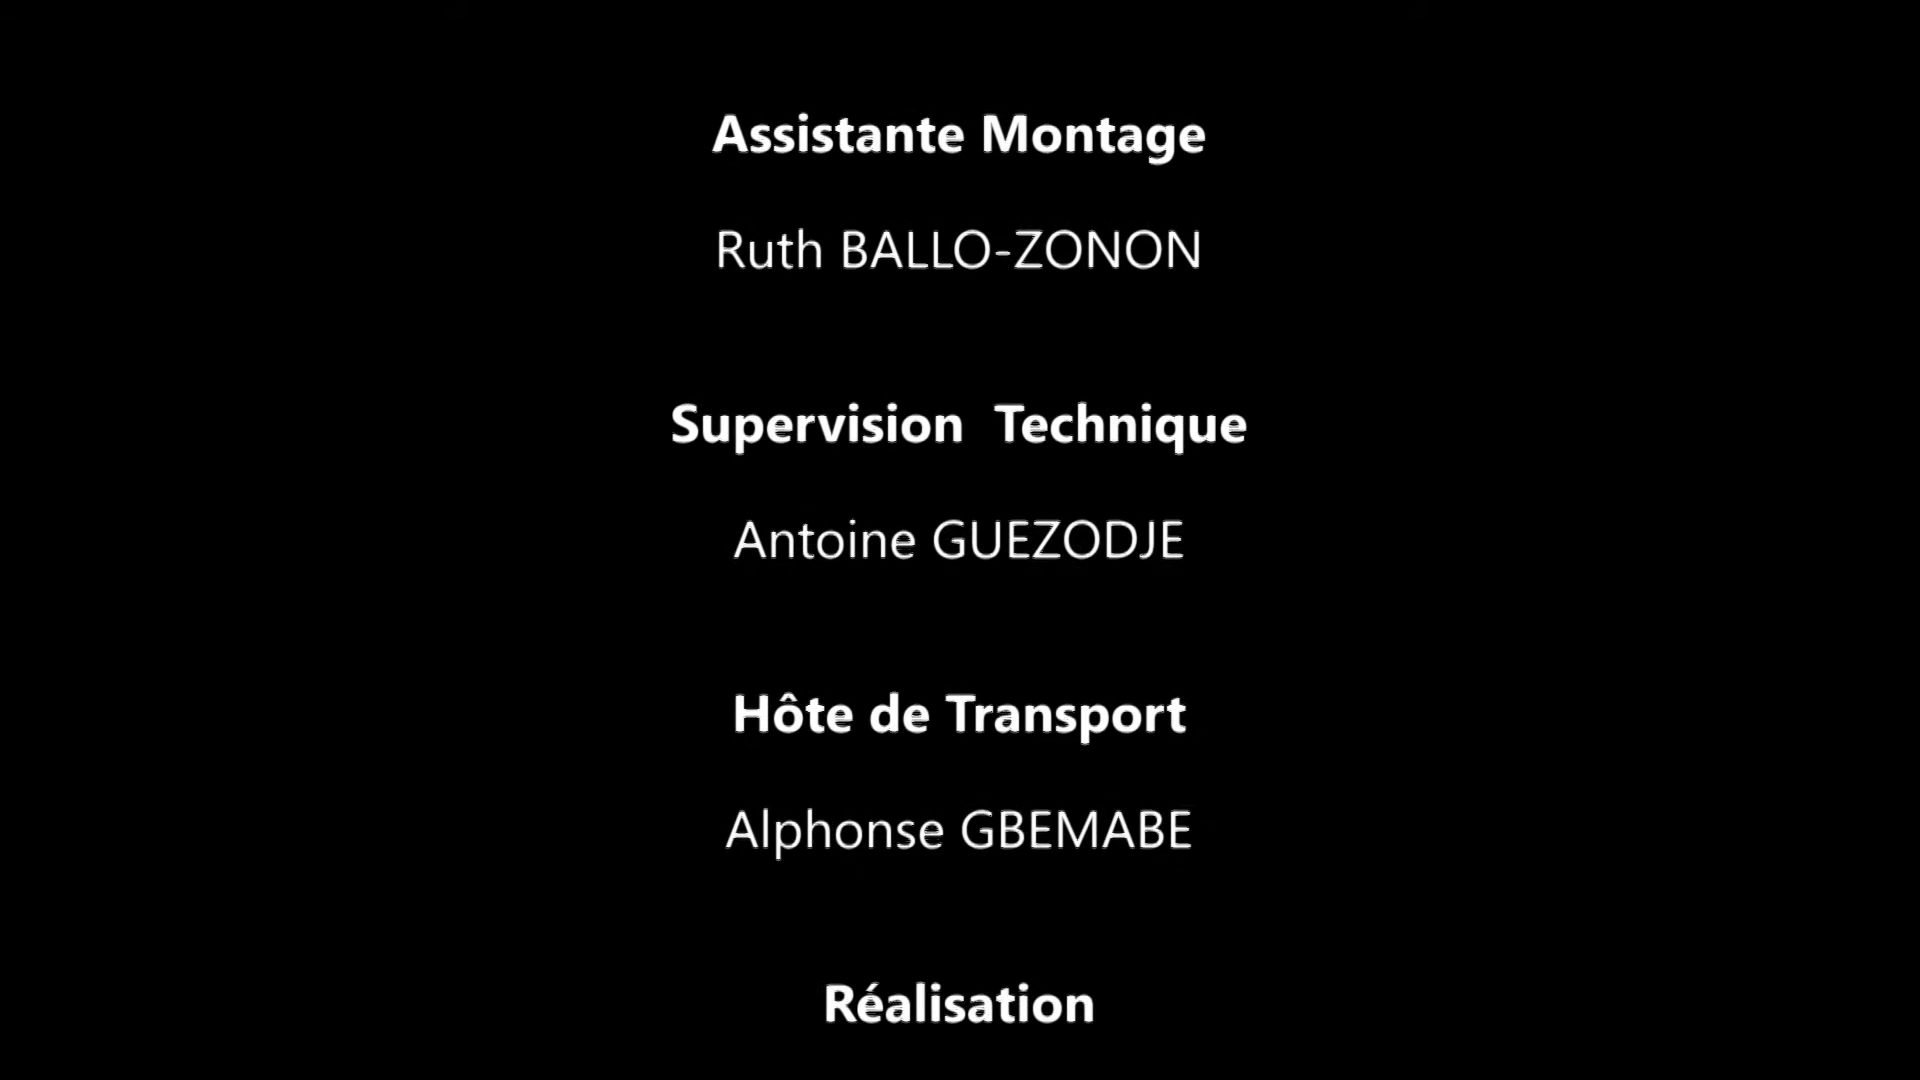 Assistante Montage
Ruth BALLO-ZONON
Supervision  Technique
Antoine GUEZODJE
Hôte de Transport
Alphonse GBEMABE
Réalisation